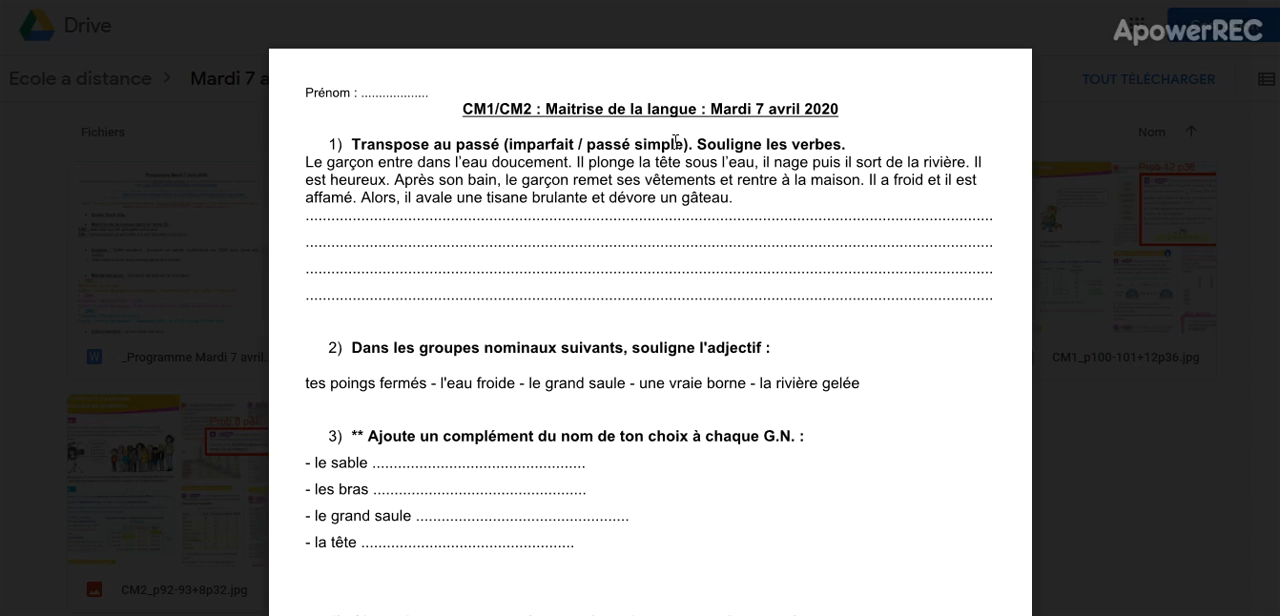 Drive
ApowerREC
Ecole a distance > Mardi 7 a
TOUT TÉLÉCHARGER
Fichiers
Nom
Prénom : ..................
CM1/CM2 : Maitrise de la langue : Mardi 7 avril 2020
1) Transpose au passé (imparfait / passé simple). Souligne les verbes.
Le garçon entre dans l'eau doucement. Il plonge la tête sous l'eau, il nage puis il sort de la rivière. Il
est heureux. Après son bain, le garçon remet ses vêtements et rentre à la maison. Il a froid et il est
affamé. Alors, il avale une tisane brulante et dévore un gâteau.
2) Dans les groupes nominaux suivants, souligne l'adjectif :
tes poings fermés - l'eau froide - le grand saule - une vraie borne - la rivière gelée
3) ** Ajoute un complément du nom de ton choix à chaque G.N. :
- le sable ..................................................
- les bras ..................................................
- le grand saule ..................................................
- la tête ..................................................
Prob 42 p36
_Programme Mardi 7 avril...
CM1_p100-101+12p36.jpg
CM2_p92-93+8p32.jpg